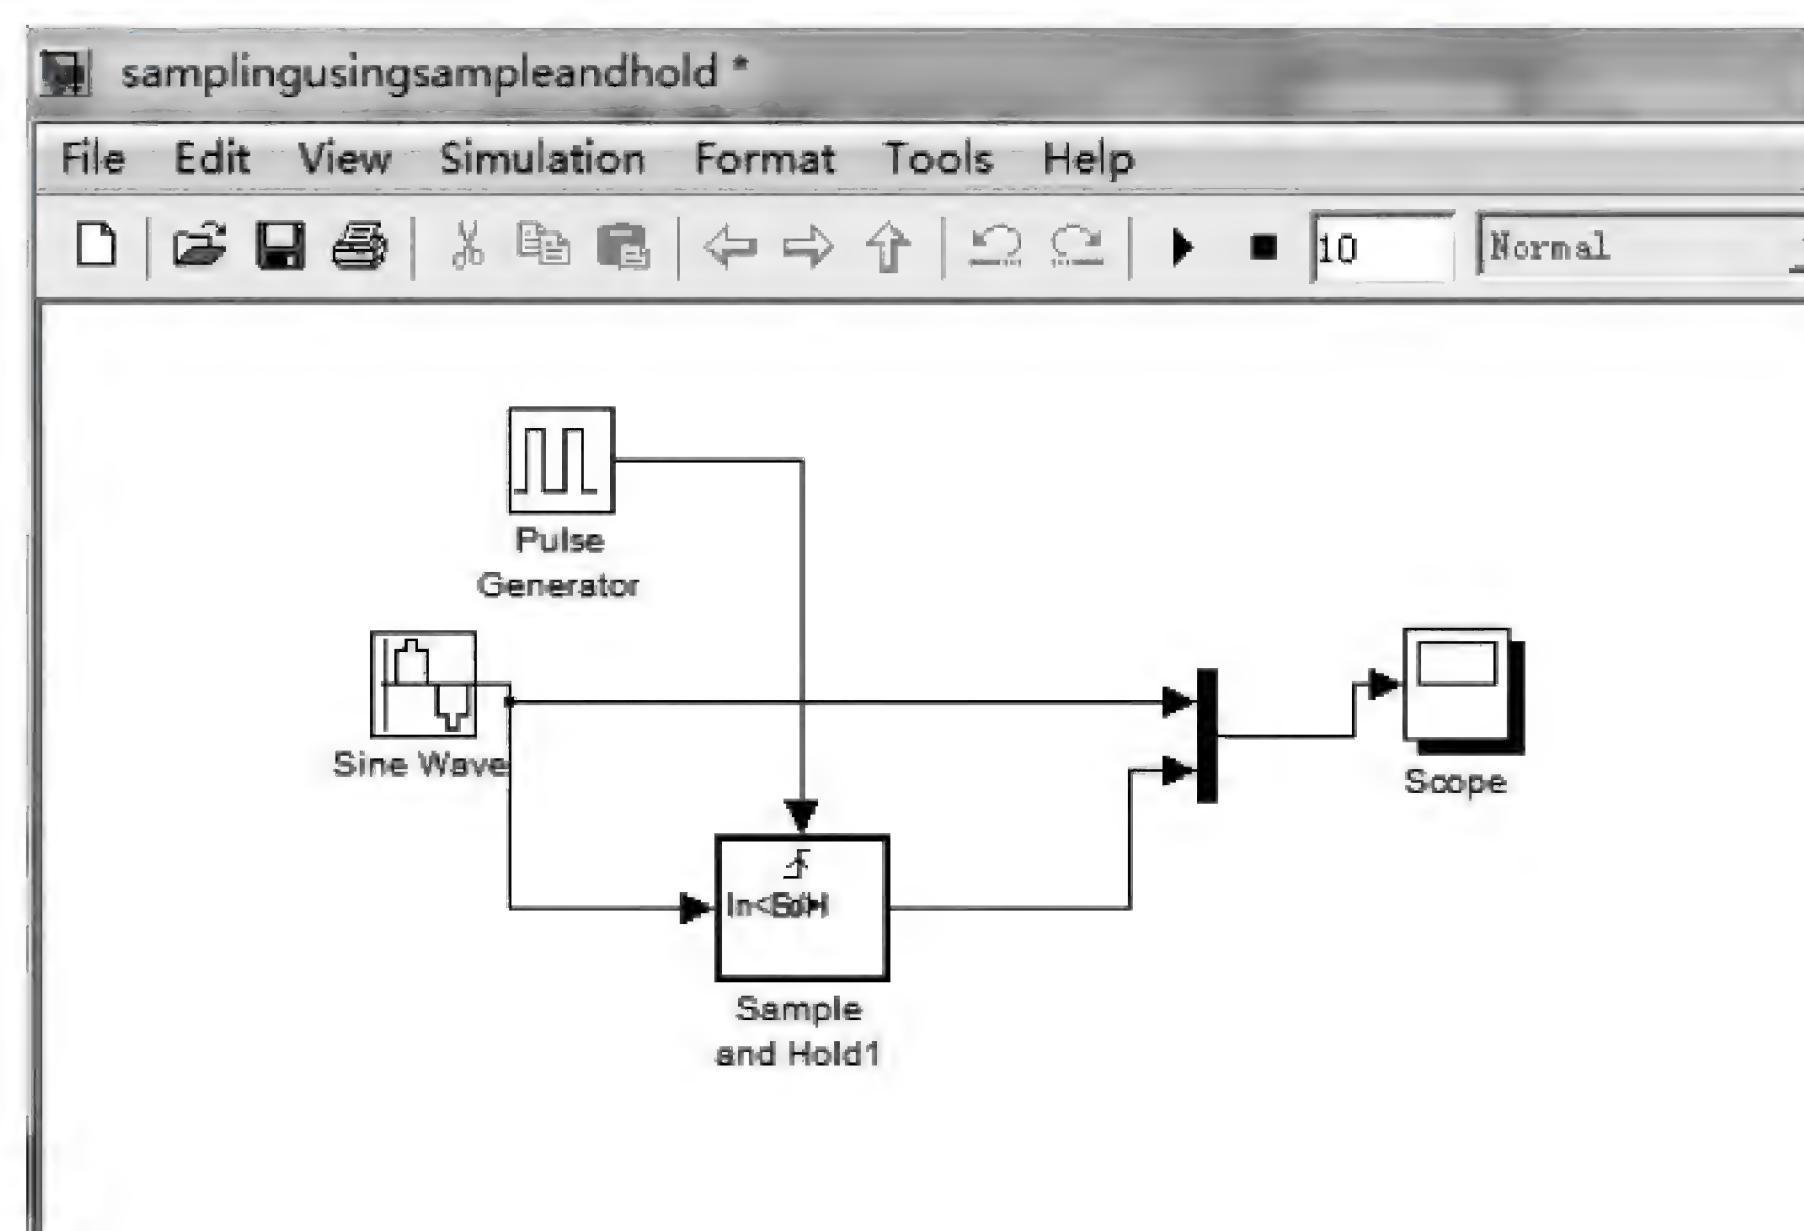 samplingusingsampleandhold *
File Edit View Simulation Format Tools Help
10 Normal
Pulse
Generator
Sine Wave
Scope
Sample
and Hold1